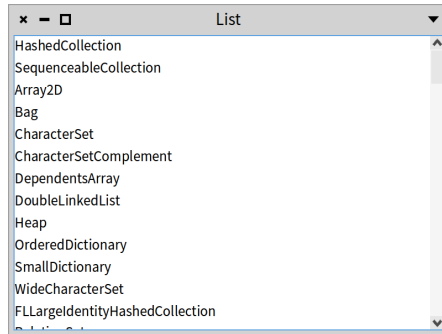 List
HashedCollection
SequenceableCollection
Array2D
Bag
CharacterSet
CharacterSetComplement
DependentsArray
DoubleLinkedList
Heap
OrderedDictionary
SmallDictionary
WideCharacterSet
FLLargeIdentityHashedCollection